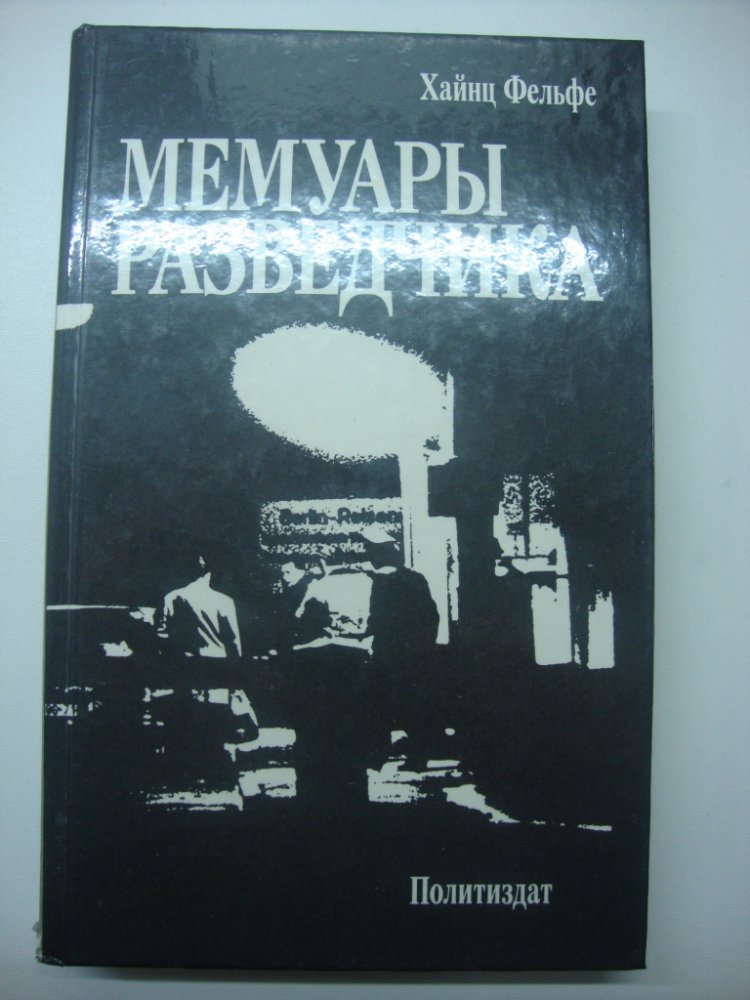 Хайнц Фельфе
МЕМУАРЫ
РАЗВЕДЧИКА
Политиздат